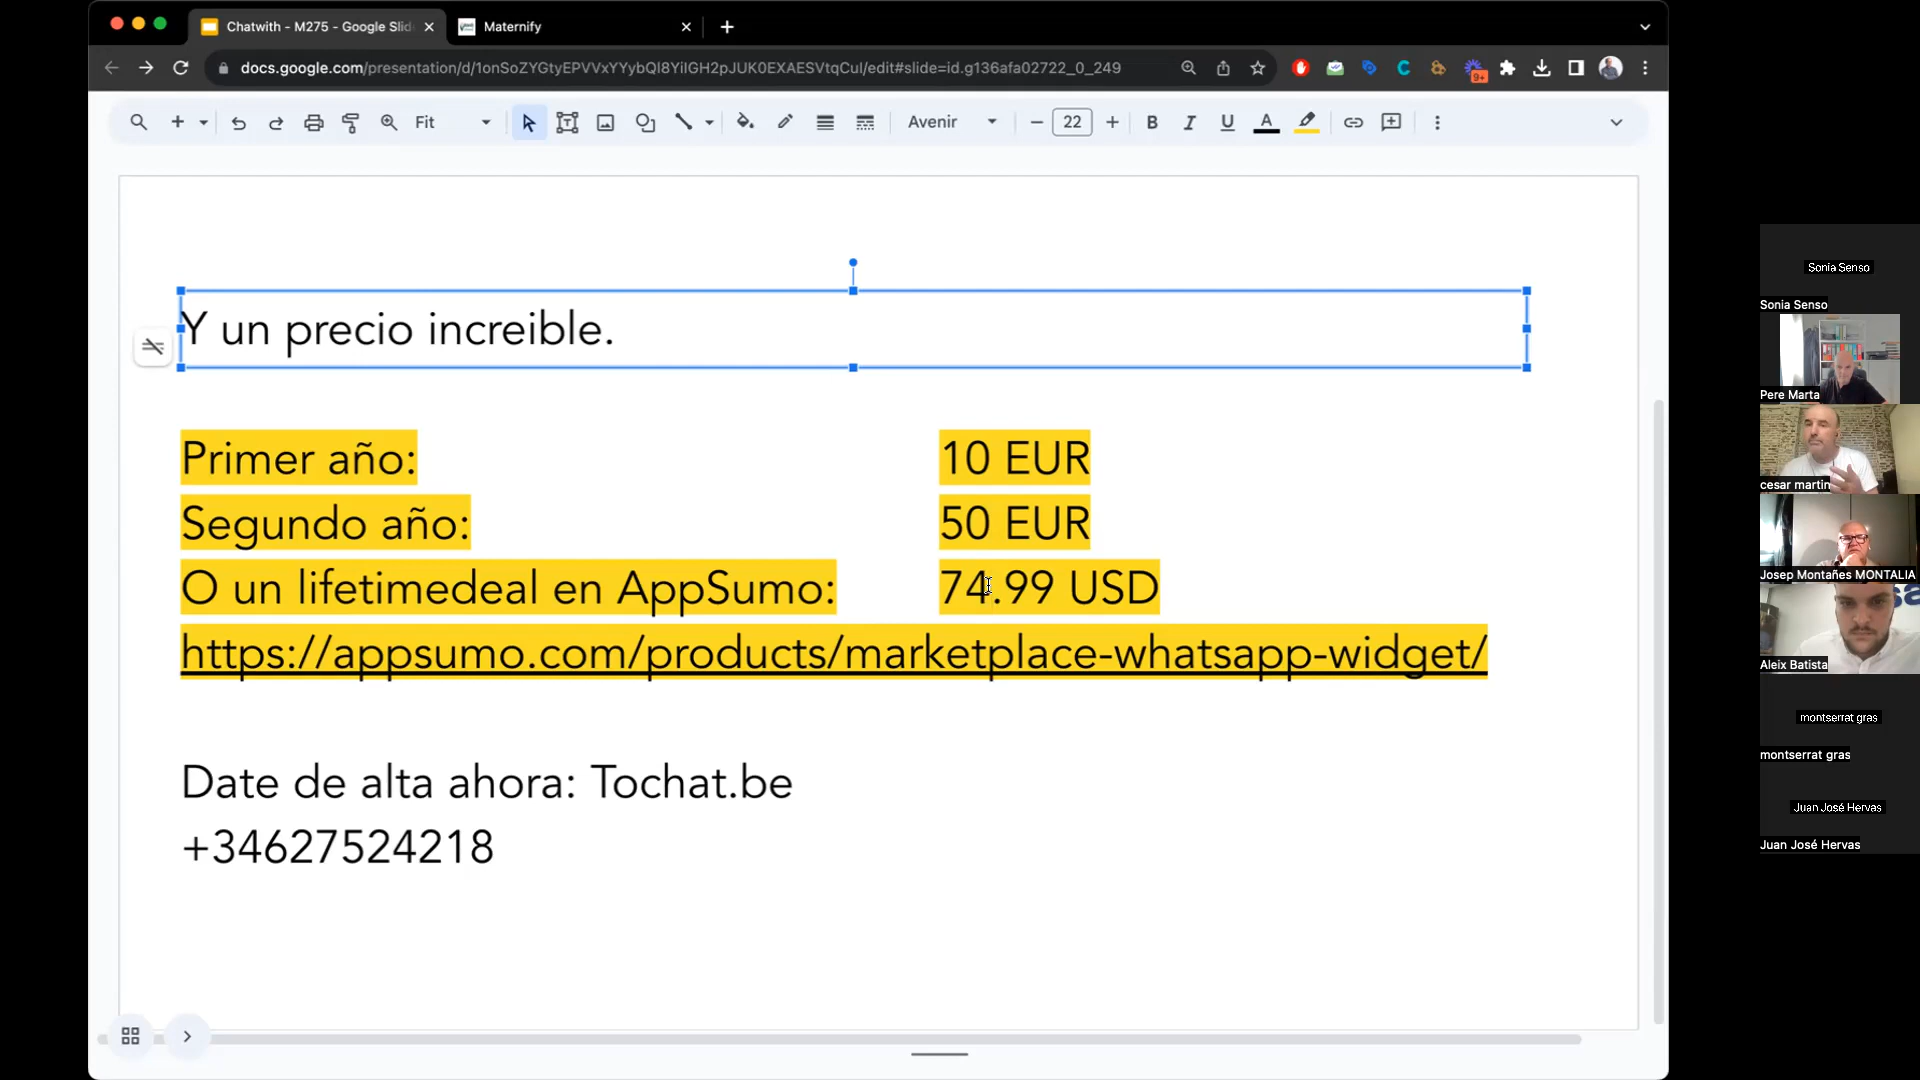 Chatwith - M275 - Google Slid
Maternify
docs.google.com/presentation/d/1onSoZYGtyEPVVxYYybQI8YiIGH2pJUK0EXAESVtqCuI/edit#slide=id.g136afa02722_0_249
9+
Fit
Avenir
22
B I U A
Y un precio increible.
Primer año: 10 EUR
Segundo año: 50 EUR
O un lifetimedeal en AppSumo: 74.99 USD
https://appsumo.com/products/marketplace-whatsapp-widget/
Date de alta ahora: Tochat.be
+34627524218
Sonia Senso
Sonia Senso
Pere Marta
cesar martin
Josep Montañes MONTALIA
Aleix Batista
montserrat gras
montserrat gras
Juan José Hervas
Juan José Hervas